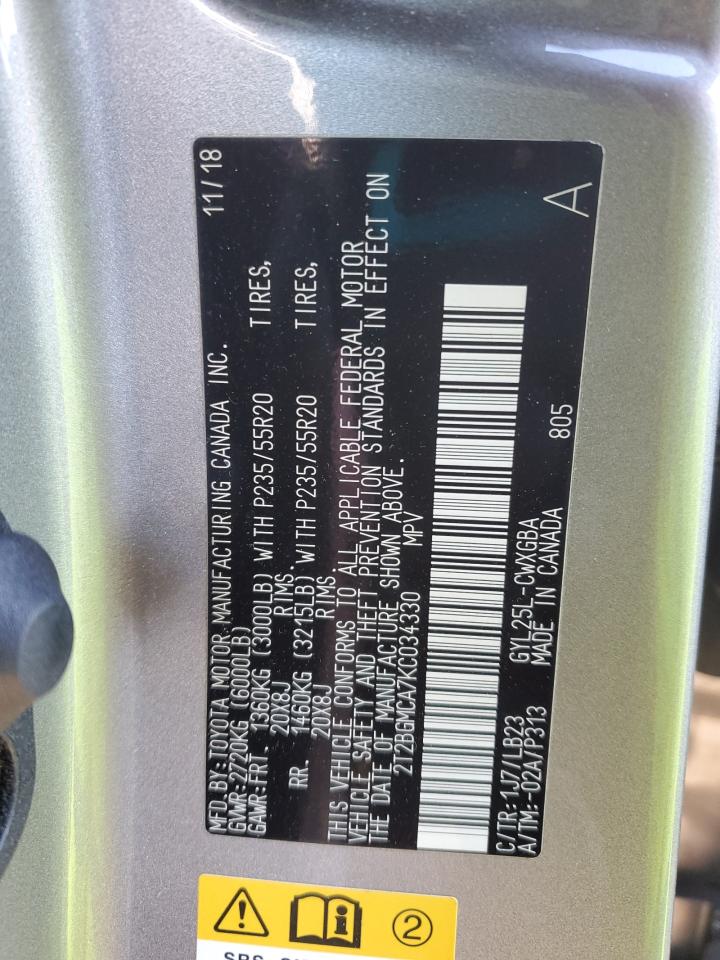 MFD. BY:TOYOTA MOTOR MANUFACTURING CANADA INC. 11/18
GVWR:2720KG (6000LB)
GAWR:FRT. 1360KG (3000LB) WITH P235/55R20 TIRES,
20X8J RIMS.
RR. 1460KG (3215LB) WITH P235/55R20 TIRES,
20X8J RIMS.
THIS VEHICLE CONFORMS TO ALL APPLICABLE FEDERAL MOTOR
VEHICLE SAFETY AND THEFT PREVENTION STANDARDS IN EFFECT ON
THE DATE OF MANUFACTURE SHOWN ABOVE.
2T2BGMCA7KC034330 MPV
C/TR:1J7/LB23 GYL25L-CWXGBA 805 A
A/TM:-02A/P313 MADE IN CANADA
2